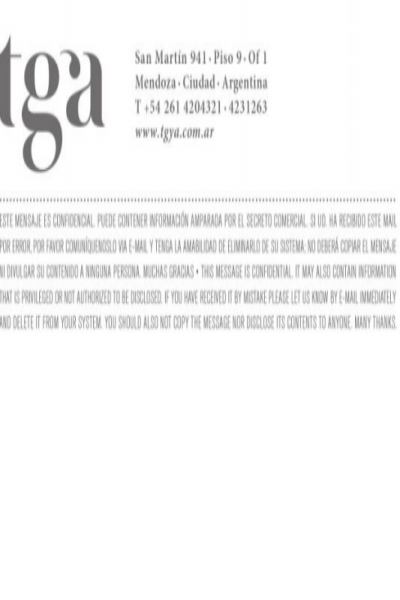 tga
San Martín 941 · Piso 9 · Of 1
Mendoza · Ciudad · Argentina
T +54 261 4204321 · 4231263
www.tgya.com.ar
ESTE MENSAJE ES CONFIDENCIAL. PUEDE CONTENER INFORMACIÓN AMPARADA POR EL SECRETO COMERCIAL. SI UD. HA RECIBIDO ESTE MAIL
POR ERROR, POR FAVOR COMUNÍQUENOSLO VIA E-MAIL Y TENGA LA AMABILIDAD DE ELIMINARLO DE SU SISTEMA; NO DEBERÁ COPIAR EL MENSAJE
NI DIVULGAR SU CONTENIDO A NINGUNA PERSONA. MUCHAS GRACIAS • THIS MESSAGE IS CONFIDENTIAL. IT MAY ALSO CONTAIN INFORMATION
THAT IS PRIVILEGED OR NOT AUTHORIZED TO BE DISCLOSED. IF YOU HAVE RECEIVED IT BY MISTAKE PLEASE LET US KNOW BY E-MAIL IMMEDIATELY
AND DELETE IT FROM YOUR SYSTEM. YOU SHOULD ALSO NOT COPY THE MESSAGE NOR DISCLOSE ITS CONTENTS TO ANYONE. MANY THANKS.